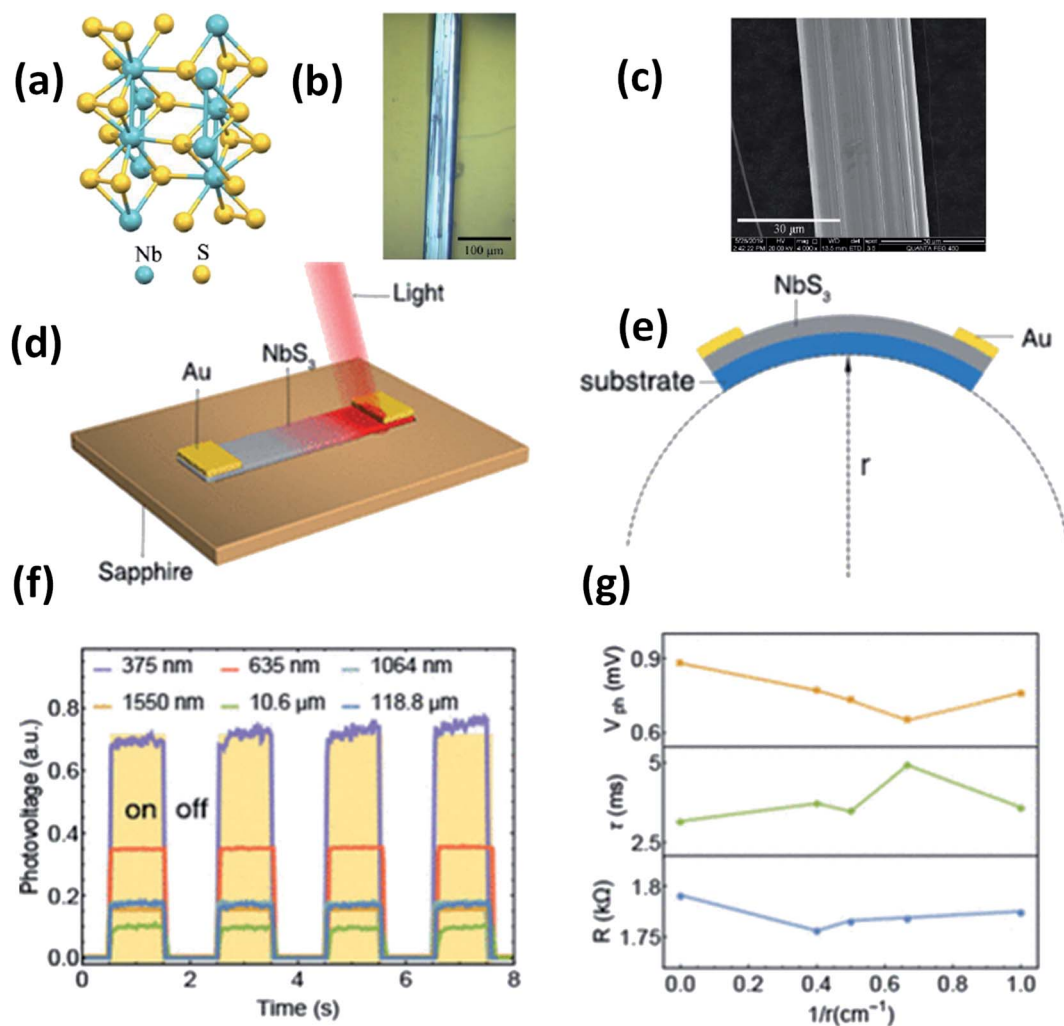 (a)
Nb S
(b)
100 µm
(c)
30 µm
(d)
Light
NbS₃
Au
Sapphire
(e)
NbS₃
Au
substrate
r
(f)
375 nm 635 nm 1064 nm
1550 nm 10.6 µm 118.8 µm
Photovoltage (a.u.)
0.8
0.6
0.4
0.2
0.0
on off
0 2 4 6 8
Time (s)
(g)
Vph (mV)
0.9
0.6
τ (ms)
5
2.5
R (kΩ)
1.8
1.75
0.0 0.2 0.4 0.6 0.8 1.0
1/r(cm⁻¹)